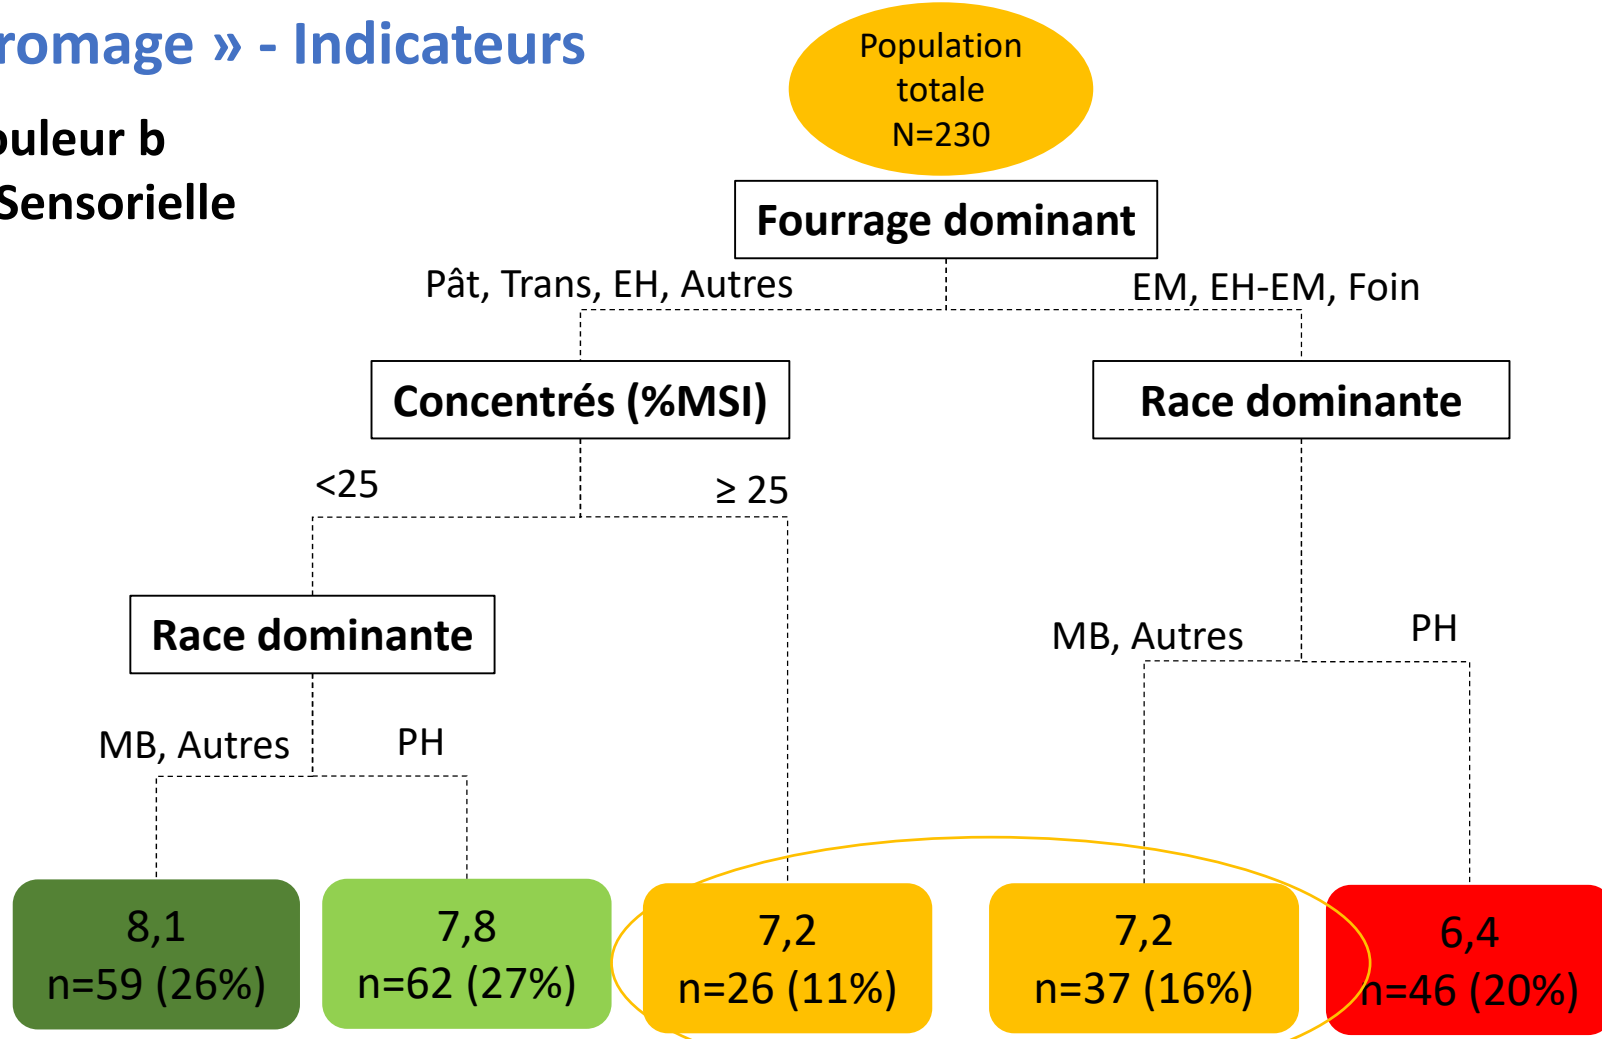 romage » - Indicateurs
ouleur b
Sensorielle
Population
totale
N=230
Fourrage dominant
Pât, Trans, EH, Autres
EM, EH-EM, Foin
Concentrés (%MSI)
Race dominante
<25
≥ 25
Race dominante
MB, Autres
PH
MB, Autres
PH
8,1
n=59 (26%)
7,8
n=62 (27%)
7,2
n=26 (11%)
7,2
n=37 (16%)
6,4
n=46 (20%)